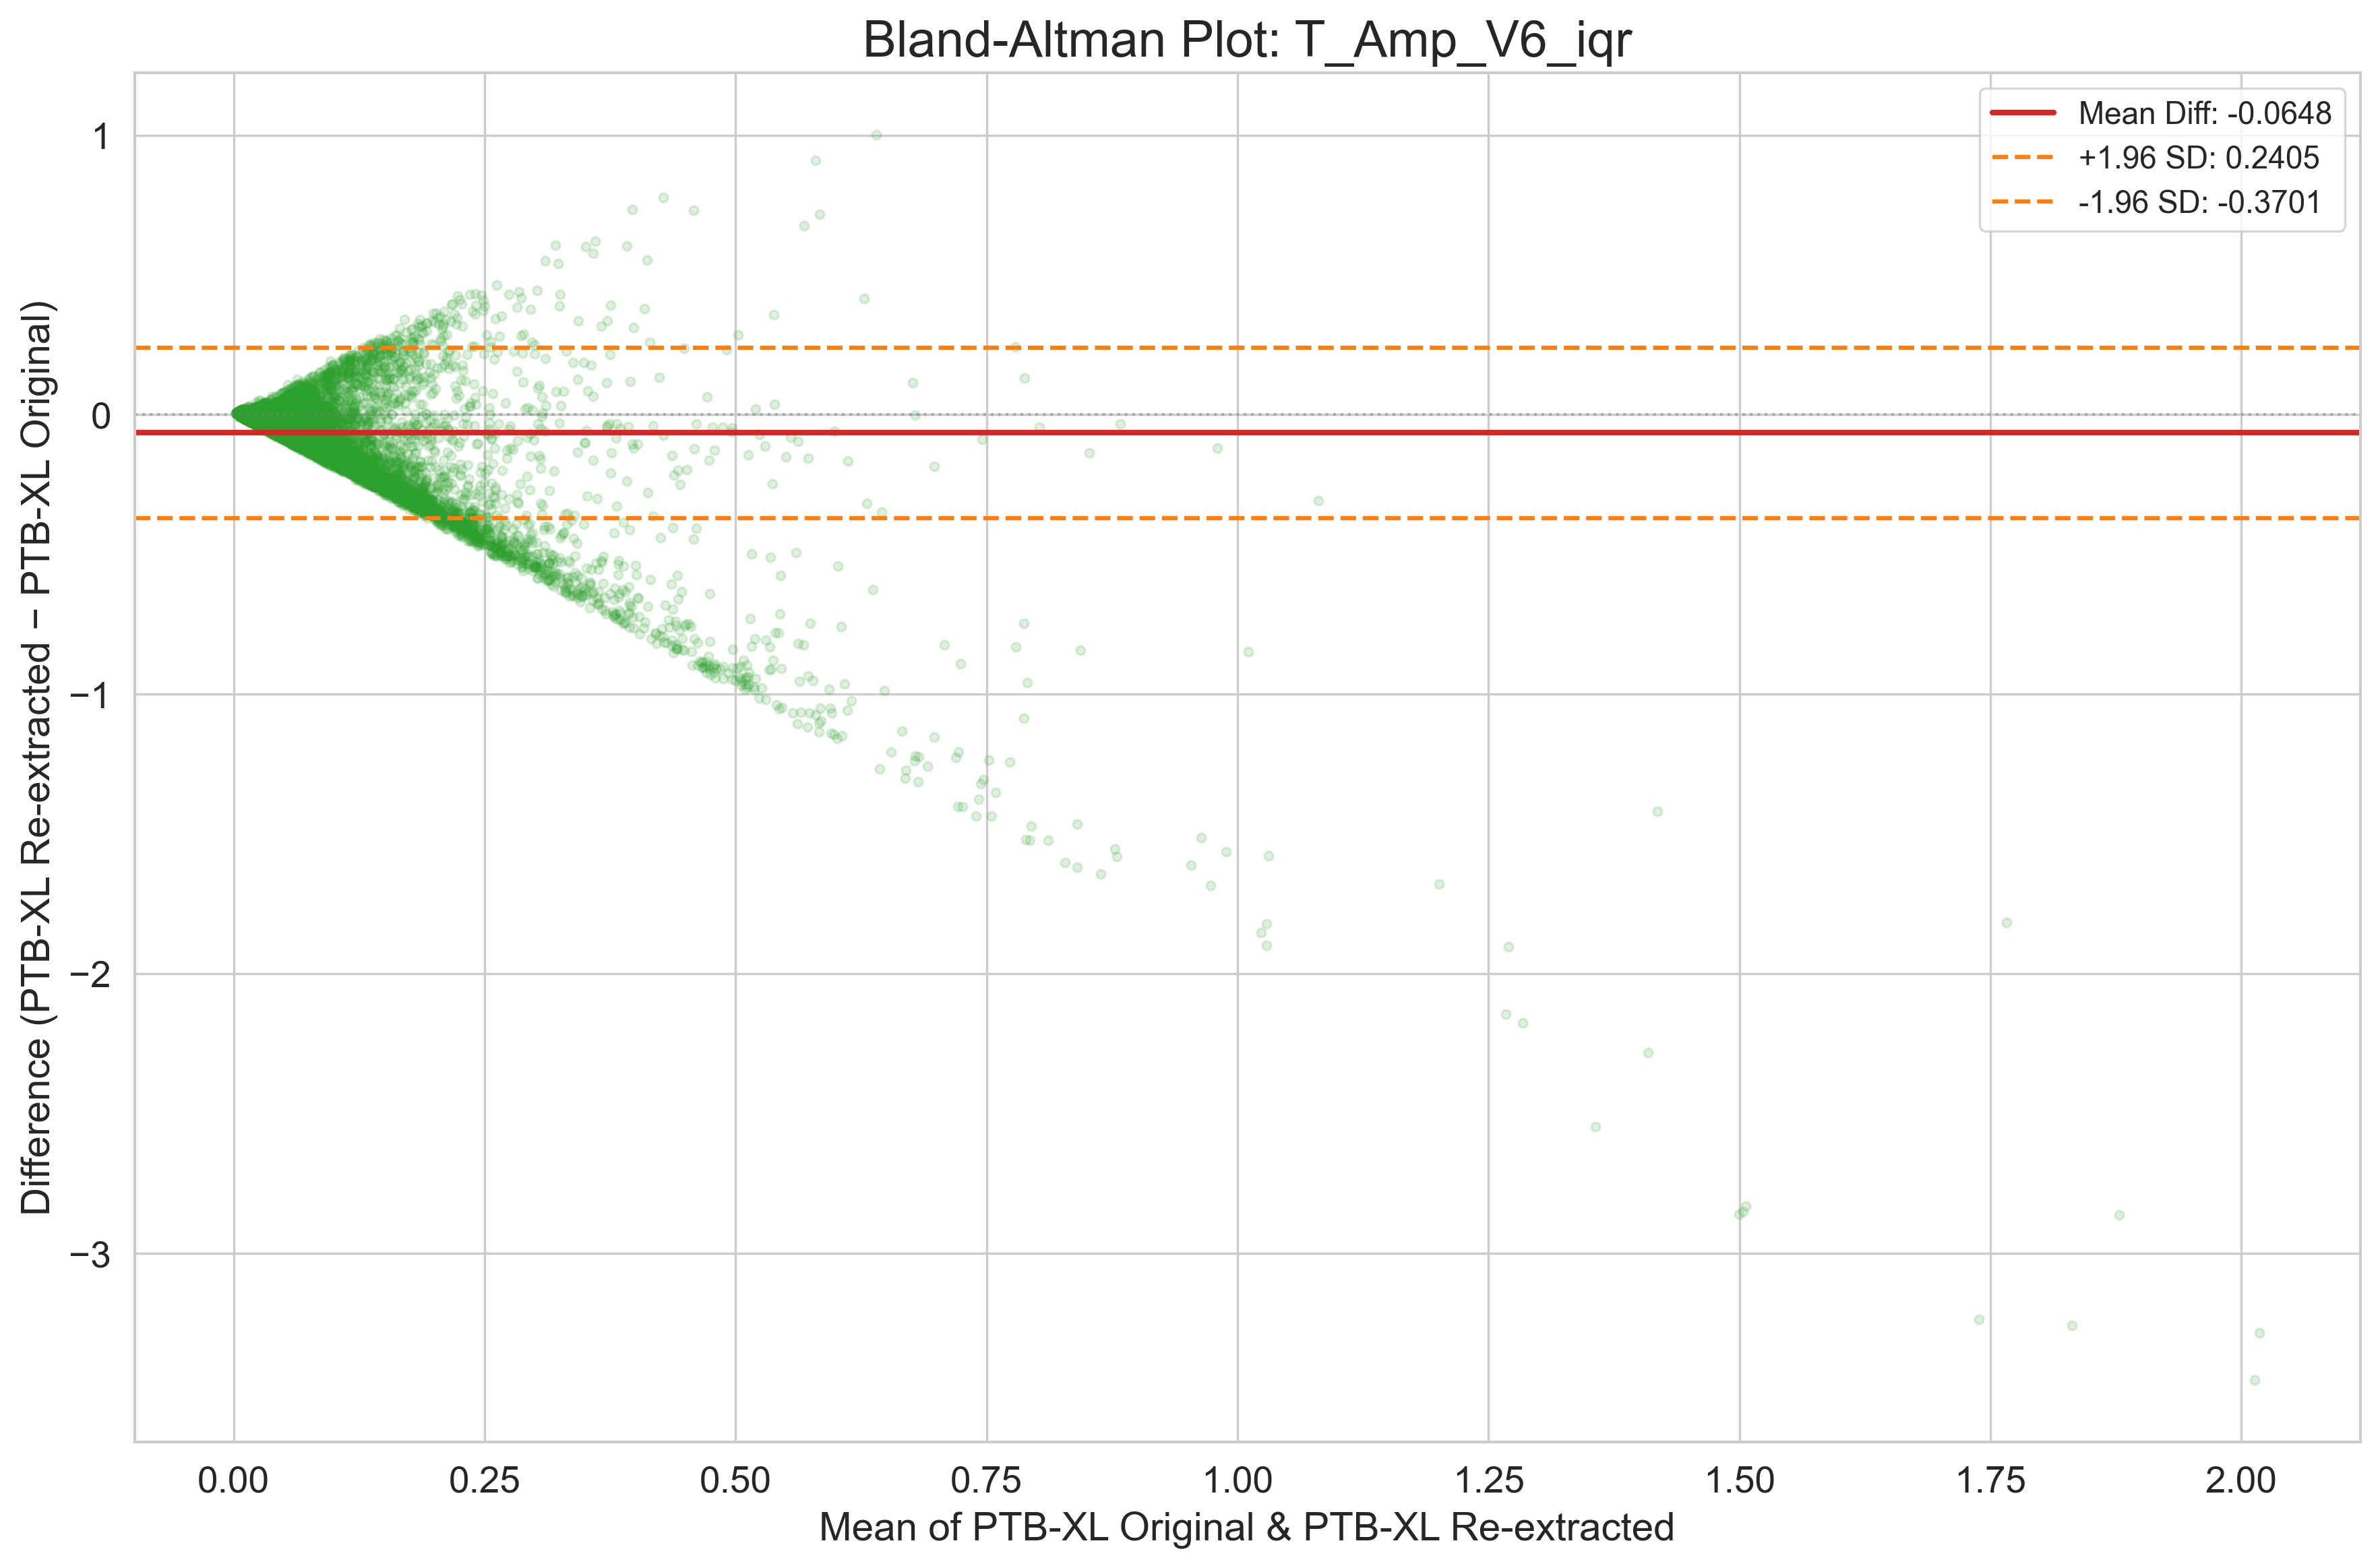 Bland-Altman Plot: T_Amp_V6_iqr
Mean Diff: -0.0648
+1.96 SD: 0.2405
-1.96 SD: -0.3701
Difference (PTB-XL Re-extracted − PTB-XL Original)
1
0
−1
−2
−3
0.00 0.25 0.50 0.75 1.00 1.25 1.50 1.75 2.00
Mean of PTB-XL Original & PTB-XL Re-extracted